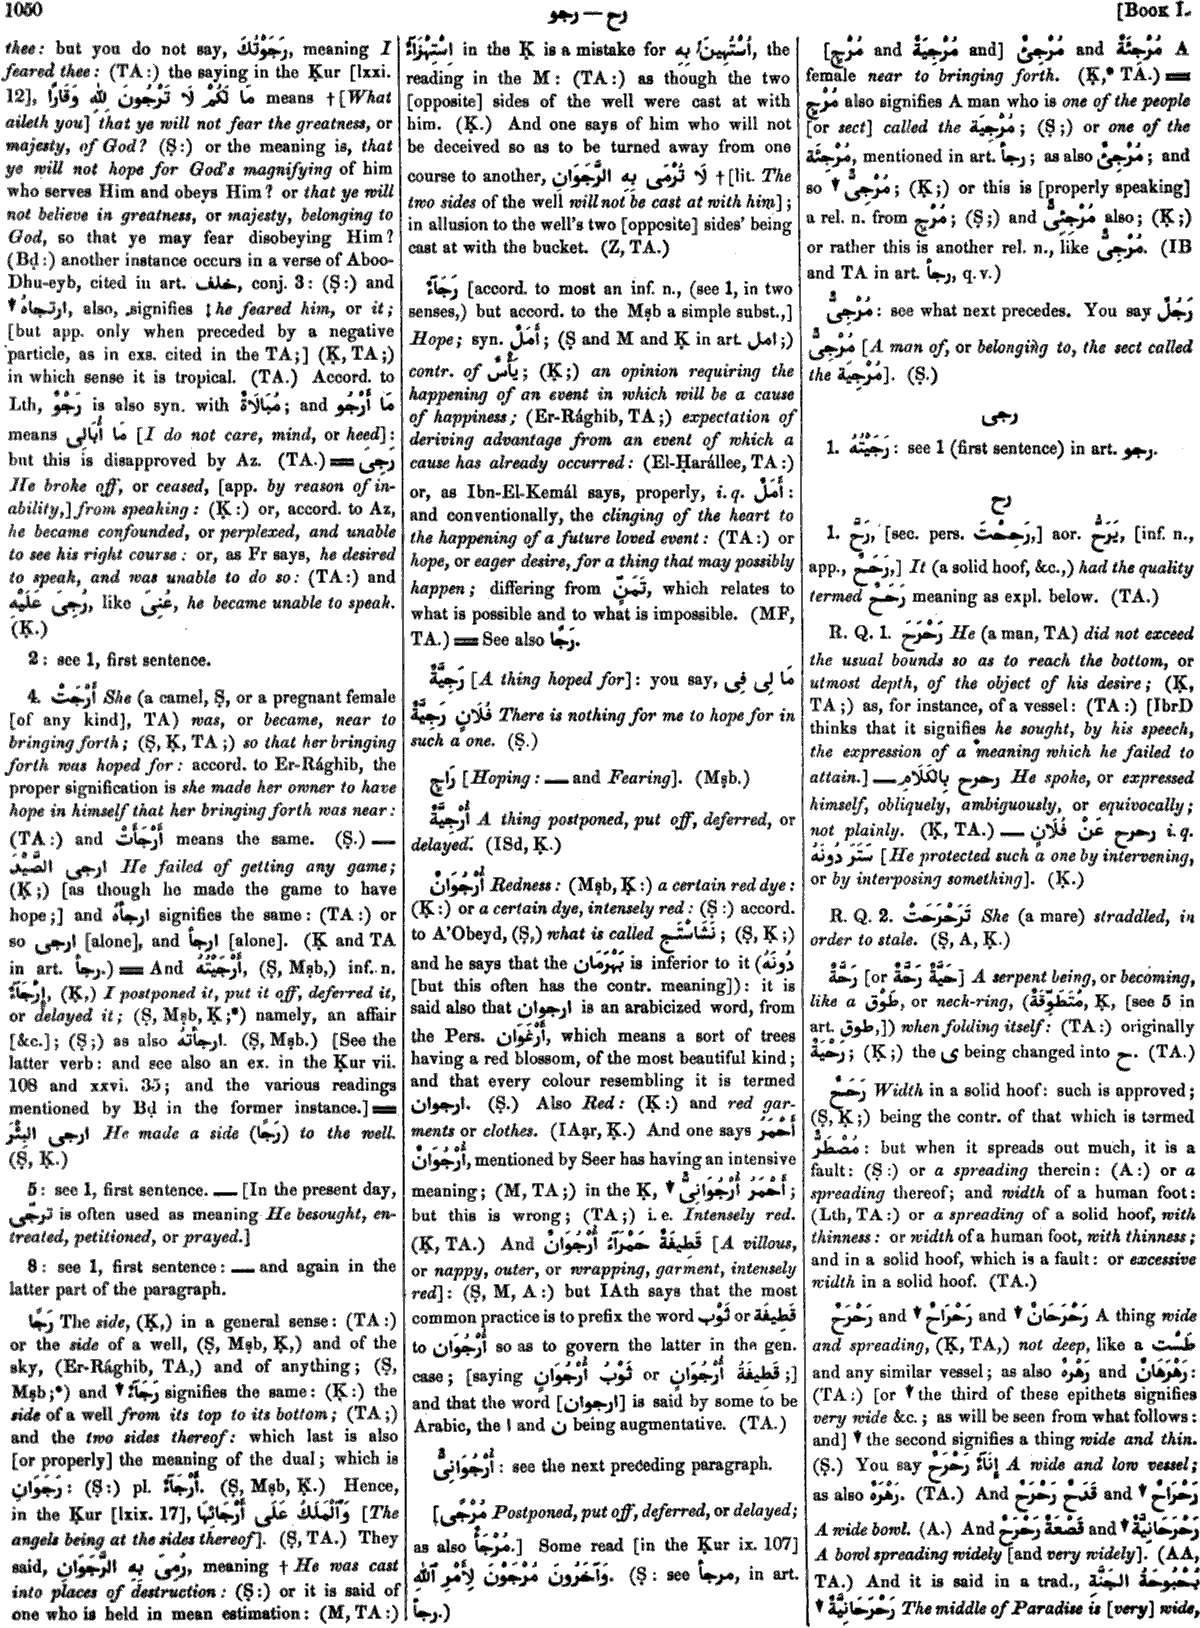 1050
رح — رجو
[Book I.
thee: but you do not say, رَجَوْتُكَ, meaning I
feared thee: (TA:) the saying in the Ḳur [lxxi.
12], مَا لَكُمْ لَا تَرْجُونَ لِلّٰهِ وَقَارًا means †[What
aileth you] that ye will not fear the greatness, or
majesty, of God? (Ṣ:) or the meaning is, that
ye will not hope for God's magnifying of him
who serves Him and obeys Him? or that ye will
not believe in greatness, or majesty, belonging to
God, so that ye may fear disobeying Him?
(Bḍ:) another instance occurs in a verse of Aboo-
Dhu-eyb, cited in art. خلف, conj. 3: (Ṣ:) and
▼ ارتجاهُ, also, signifies ‡ he feared him, or it;
[but app. only when preceded by a negative
particle, as in exs. cited in the TA;] (Ḳ, TA;)
in which sense it is tropical. (TA.) Accord. to
Lth, رَجْوٌ is also syn. with مُبَالَاةٌ; and مَا أَرْجُو
means مَا أُبَالِى [I do not care, mind, or heed]:
but this is disapproved by Az. (TA.) ═ رَجِىَ
He broke off, or ceased, [app. by reason of in-
ability,] from speaking: (Ḳ:) or, accord. to Az,
he became confounded, or perplexed, and unable
to see his right course: or, as Fr says, he desired
to speak, and was unable to do so: (TA:) and
رُجِىَ عَلَيْهِ, like عُنِىَ, he became unable to speak.
(Ḳ.)
2: see 1, first sentence.
4. أَرْجَتْ She (a camel, Ṣ, or a pregnant female
[of any kind], TA) was, or became, near to
bringing forth; (Ṣ, Ḳ, TA;) so that her bringing
forth was hoped for: accord. to Er-Rághib, the
proper signification is she made her owner to have
hope in himself that her bringing forth was near:
(TA:) and أَرْجَأَتْ means the same. (Ṣ.) —
ارجى الصَّيْدَ He failed of getting any game;
(Ḳ;) [as though he made the game to have
hope;] and ارجأهُ signifies the same: (TA:) or
so ارجى [alone], and ارجأ [alone]. (Ḳ and TA
in art. رجأ.) ═ And أَرْجَيْتُهُ, (Ṣ, Mṣb,) inf. n.
إِرْجَآءٌ, (Ḳ,) I postponed it, put it off, deferred it,
or delayed it; (Ṣ, Mṣb, Ḳ;*) namely, an affair
[&c.]; (Ṣ;) as also ارجأتهُ. (Ṣ, Mṣb.) [See the
latter verb: and see also an ex. in the Ḳur vii.
108 and xxvi. 35; and the various readings
mentioned by Bḍ in the former instance.] ═
ارجى البِئْرَ He made a side (رَجًا) to the well.
(Ṣ, Ḳ.)
5: see 1, first sentence. — [In the present day,
ترجّى is often used as meaning He besought, en-
treated, petitioned, or prayed.]
8: see 1, first sentence: — and again in the
latter part of the paragraph.
رَجًا The side, (Ḳ,) in a general sense: (TA:)
or the side of a well, (Ṣ, Mṣb, Ḳ,) and of the
sky, (Er-Rághib, TA,) and of anything; (Ṣ,
Mṣb;*) and ▼ رَجَآءٌ signifies the same: (Ḳ:) the
side of a well from its top to its bottom; (TA;)
and the two sides thereof: which last is also
[or properly] the meaning of the dual; which is
رَجَوَانِ: (Ṣ:) pl. أَرْجَآءٌ. (Ṣ, Mṣb, Ḳ.) Hence,
in the Ḳur [lxix. 17], وَٱلْمَلَكُ عَلَى أَرْجَائِهَا [The
angels being at the sides thereof]. (Ṣ, TA.) They
said, رُمِىَ بِهِ الرَّجَوَانِ, meaning † He was cast
into places of destruction: (Ṣ:) or it is said of
one who is held in mean estimation: (M, TA:)
اسْتِهْزَآءً in the Ḳ is a mistake for اُسْتُهِينَ بِهِ, the
reading in the M: (TA:) as though the two
[opposite] sides of the well were cast at with
him. (Ḳ.) And one says of him who will not
be deceived so as to be turned away from one
course to another, لَا تُرْمَى بِهِ الرَّجَوَانِ †[lit. The
two sides of the well will not be cast at with him];
in allusion to the well's two [opposite] sides' being
cast at with the bucket. (Z, TA.)
رَجَآءٌ [accord. to most an inf. n., (see 1, in two
senses,) but accord. to the Mṣb a simple subst.,]
Hope; syn. أَمَلٌ; (Ṣ and M and Ḳ in art. امل;)
contr. of يَأْسٌ; (Ḳ;) an opinion requiring the
happening of an event in which will be a cause
of happiness; (Er-Rághib, TA;) expectation of
deriving advantage from an event of which a
cause has already occurred: (El-Ḥarállee, TA:)
or, as Ibn-El-Kemál says, properly, i. q. أَمَلٌ:
and conventionally, the clinging of the heart to
the happening of a future loved event: (TA:) or
hope, or eager desire, for a thing that may possibly
happen; differing from تَمَنٍّ, which relates to
what is possible and to what is impossible. (MF,
TA.) ═ See also رَجًا.
رَجِيَّةٌ [A thing hoped for]: you say, مَا لِى فِى
فُلَانٍ رَجِيَّةٌ There is nothing for me to hope for in
such a one. (Ṣ.)
رَاجٍ [Hoping: — and Fearing]. (Mṣb.)
أُرْجِيَّةٌ A thing postponed, put off, deferred, or
delayed. (ISd, Ḳ.)
أُرْجُوَانٌ Redness: (Mṣb, Ḳ:) a certain red dye:
(Ḳ:) or a certain dye, intensely red: (Ṣ:) accord.
to A'Obeyd, (Ṣ,) what is called نَشَاسْتَج; (Ṣ, Ḳ;)
and he says that the بَهْرَمَان is inferior to it (دُونَهُ
[but this often has the contr. meaning]): it is
said also that ارجوان is an arabicized word, from
the Pers. أَرْغَوَان, which means a sort of trees
having a red blossom, of the most beautiful kind;
and that every colour resembling it is termed
ارجوان. (Ṣ.) Also Red: (Ḳ:) and red gar-
ments or clothes. (IAạr, Ḳ.) And one says أَحْمَرُ
أُرْجُوَانٌ, mentioned by Seer has having an intensive
meaning; (M, TA;) in the Ḳ, ▼ أَحْمَرُ أُرْجُوَانِىٌّ;
but this is wrong; (TA;) i. e. Intensely red.
(Ḳ, TA.) And قَطِيفَةٌ حَمْرَآءُ أُرْجُوَانٌ [A villous,
or nappy, outer, or wrapping, garment, intensely
red]: (Ṣ, M, A:) but IAth says that the most
common practice is to prefix the word ثَوْب or قَطِيفَة
to أُرْجُوَان so as to govern the latter in the gen.
case; [saying ثَوْبُ أُرْجُوَانٍ or قَطِيفَةُ أُرْجُوَانٍ;]
and that the word [ارجوان] is said by some to be
Arabic, the ا and ن being augmentative. (TA.)
أُرْجُوَانِىٌّ: see the next preceding paragraph.
[مُرْجًى Postponed, put off, deferred, or delayed;
as also مُرْجَأٌ.] Some read [in the Ḳur ix. 107]
وَآخَرُونَ مُرْجَوْنَ لِأَمْرِ ٱللّٰهِ. (Ṣ: see مرجأ, in art.
رجأ.)
[مُرْجٍ and مُرْجِيَةٌ and] مُرْجِئٌ and مُرْجِئَةٌ A
female near to bringing forth. (Ḳ,* TA.) ═
مُرْجٍ also signifies A man who is one of the people
[or sect] called the مُرْجِيَة; (Ṣ;) or one of the
مُرْجِئَة, mentioned in art. رجأ; as also مُرْجِئٌ; and
so ▼ مُرْجِىٌّ; (Ḳ;) or this is [properly speaking]
a rel. n. from مُرْجٍ; (Ṣ;) and مُرْجِئِىٌّ also; (Ḳ;)
or rather this is another rel. n., like مُرْجِىٌّ. (IB
and TA in art. رجأ, q. v.)
مُرْجِىٌّ: see what next precedes. You say رَجُلٌ
مُرْجِىٌّ [A man of, or belonging to, the sect called
the مُرْجِيَة]. (Ṣ.)
رجى
1. رَجَيْتُهُ: see 1 (first sentence) in art. رجو.
رح
1. رَحَّ, [sec. pers. رَحِحْتَ,] aor. يَرَحُّ, [inf. n.,
app., رَحَحٌ,] It (a solid hoof, &c.,) had the quality
termed رَحَحٌ meaning as expl. below. (TA.)
R. Q. 1. رَحْرَحَ He (a man, TA) did not exceed
the usual bounds so as to reach the bottom, or
utmost depth, of the object of his desire; (Ḳ,
TA;) as, for instance, of a vessel: (TA:) [IbrD
thinks that it signifies he sought, by his speech,
the expression of a meaning which he failed to
attain.] — رحرح بِالكَلَامِ He spoke, or expressed
himself, obliquely, ambiguously, or equivocally;
not plainly. (Ḳ, TA.) — رحرح عَنْ فُلَانٍ i. q.
سَتَرَ دُونَهُ [He protected such a one by intervening,
or by interposing something]. (Ḳ.)
R. Q. 2. تَرَحْرَحَتْ She (a mare) straddled, in
order to stale. (Ṣ, A, Ḳ.)
رَحَّةٌ [or حَيَّةٌ رَحَّةٌ] A serpent being, or becoming,
like a طَوْق, or neck-ring, (مُتَطَوِّقَةٌ, Ḳ, [see 5 in
art. طوق,]) when folding itself: (TA:) originally
رَحْيَةٌ; (Ḳ;) the ى being changed into ح. (TA.)
رَحَحٌ Width in a solid hoof: such is approved;
(Ṣ, Ḳ;) being the contr. of that which is termed
مُصْطَرٌّ: but when it spreads out much, it is a
fault: (Ṣ:) or a spreading therein: (A:) or a
spreading thereof; and width of a human foot:
(Lth, TA:) or a spreading of a solid hoof, with
thinness: or width of a human foot, with thinness;
and in a solid hoof, which is a fault: or excessive
width in a solid hoof. (TA.)
رَحْرَحٌ and ▼ رَحْرَاحٌ and ▼ رَحْرَحَانٌ A thing wide
and spreading, (Ḳ, TA,) not deep, like a طَسْت
and any similar vessel; as also رَهْرَهٌ and رَهْرَهَانٌ:
(TA:) [or ▼ the third of these epithets signifies
very wide &c.; as will be seen from what follows:
and] ▼ the second signifies a thing wide and thin.
(Ṣ.) You say إِنَآءٌ رَحْرَحٌ A wide and low vessel;
as also رَهْرَهٌ. (TA.) And قَدَحٌ رَحْرَحٌ and ▼ رَحْرَاحٌ
A wide bowl. (A.) And قَصْعَةٌ رَحْرَحٌ and ▼ رَحْرَحَانِيَّةٌ
A bowl spreading widely [and very widely]. (AA,
TA.) And it is said in a trad., بُحْبُوحَةُ الجَنَّةِ
رَحْرَحَانِيَّةٌ ▼ The middle of Paradise is [very] wide,